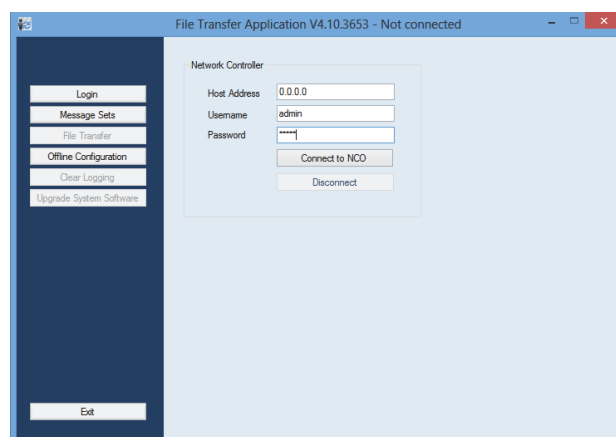 File Transfer Application V4.10.3653 - Not connected
Login
Message Sets
File Transfer
Offline Configuration
Clear Logging
Upgrade System Software
Exit
Network Controller
Host Address 0.0.0.0
Username admin
Password *****
Connect to NCO
Disconnect